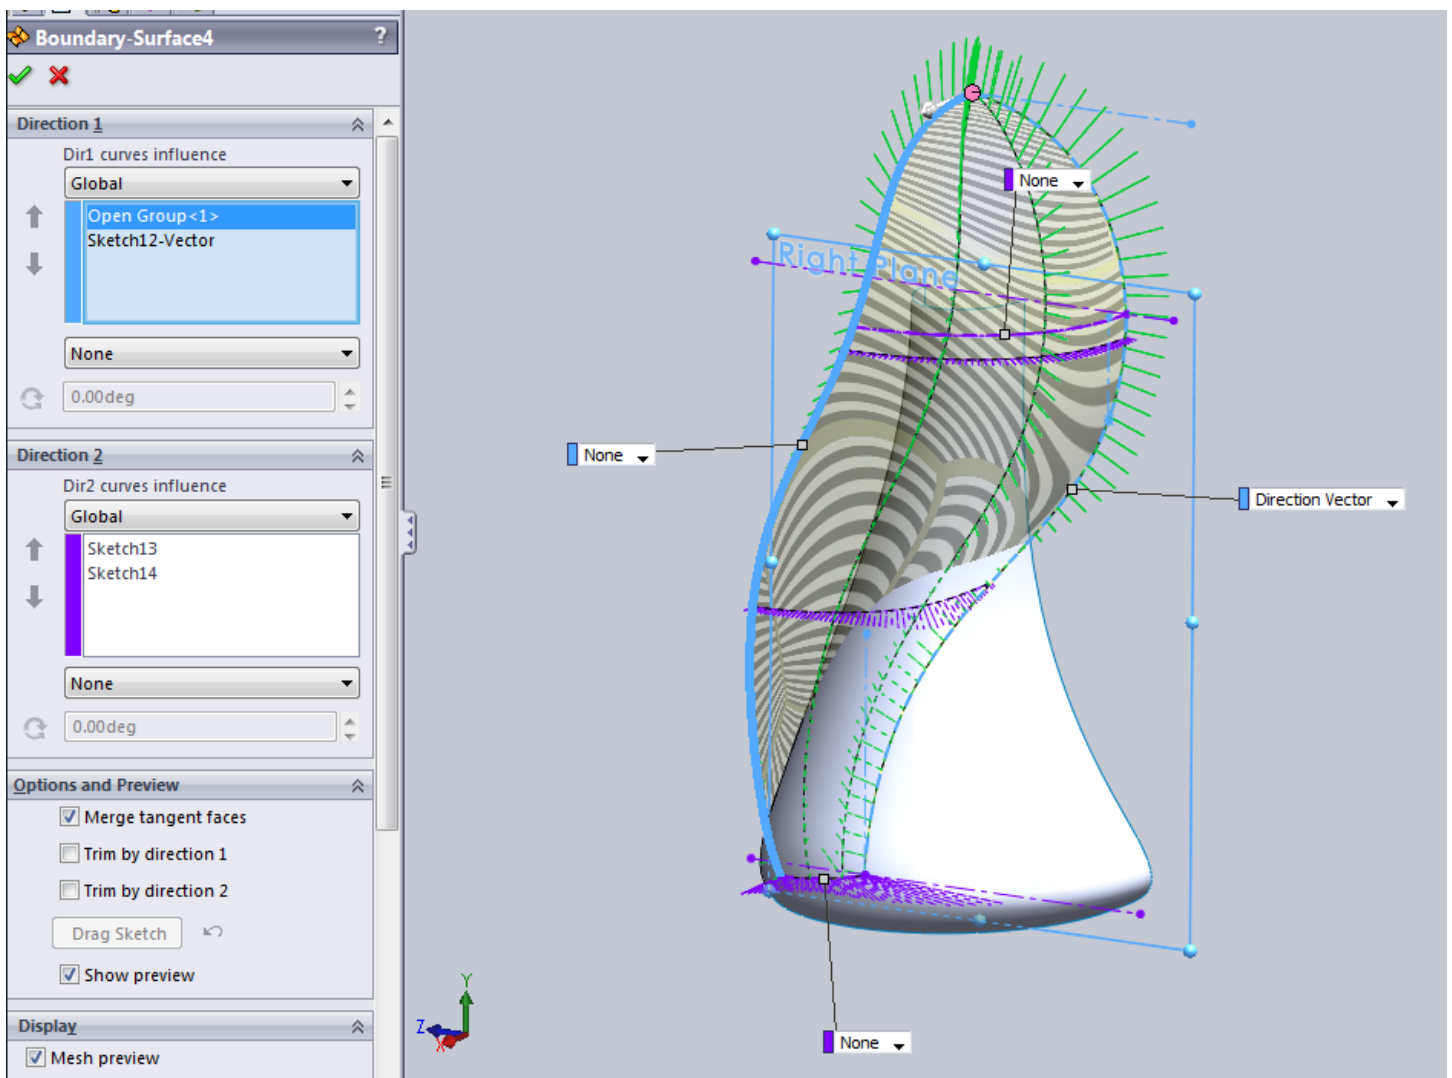 Boundary-Surface4
?
Direction 1
Dir1 curves influence
Global
Open Group<1>
Sketch12-Vector
None
0.00deg
Direction 2
Dir2 curves influence
Global
Sketch13
Sketch14
None
0.00deg
Options and Preview
Merge tangent faces
Trim by direction 1
Trim by direction 2
Drag Sketch
Show preview
Display
Mesh preview
None
Right Plane
None
Direction Vector
None
Y
Z
X